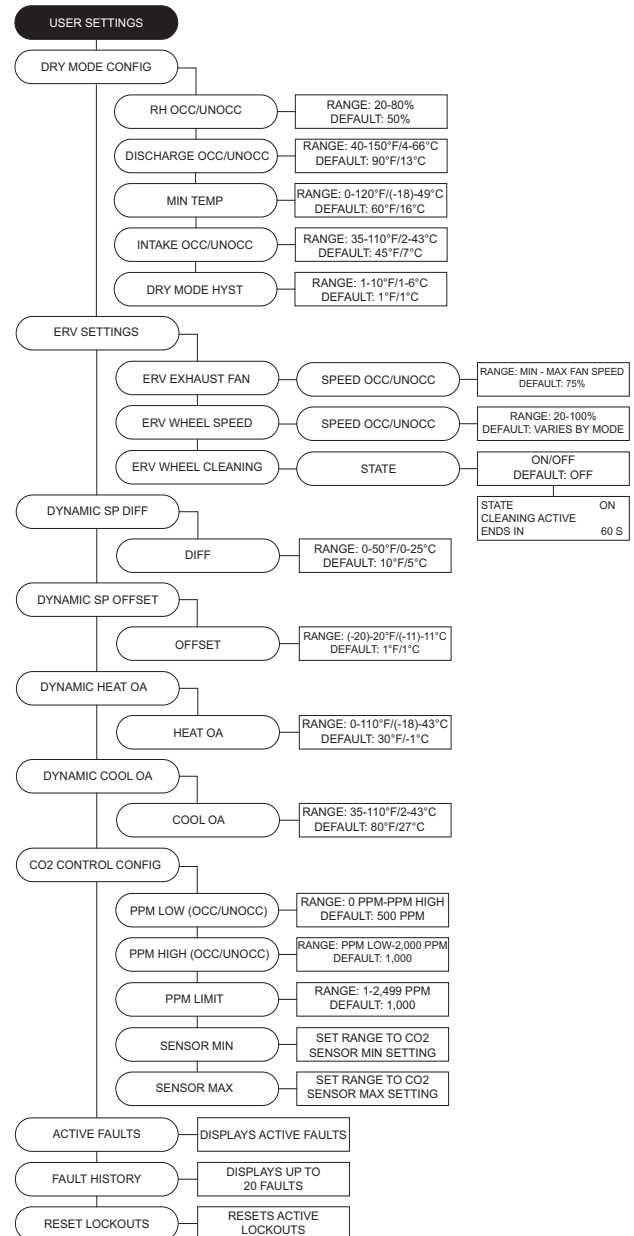 USER SETTINGS
DRY MODE CONFIG
RH OCC/UNOCC
RANGE: 20-80%
DEFAULT: 50%
DISCHARGE OCC/UNOCC
RANGE: 40-150°F/4-66°C
DEFAULT: 90°F/13°C
MIN TEMP
RANGE: 0-120°F/(-18)-49°C
DEFAULT: 60°F/16°C
INTAKE OCC/UNOCC
RANGE: 35-110°F/2-43°C
DEFAULT: 45°F/7°C
DRY MODE HYST
RANGE: 1-10°F/1-6°C
DEFAULT: 1°F/1°C
ERV SETTINGS
ERV EXHAUST FAN
SPEED OCC/UNOCC
RANGE: MIN - MAX FAN SPEED
DEFAULT: 75%
ERV WHEEL SPEED
SPEED OCC/UNOCC
RANGE: 20-100%
DEFAULT: VARIES BY MODE
ERV WHEEL CLEANING
STATE
ON/OFF
DEFAULT: OFF
STATE ON
CLEANING ACTIVE
ENDS IN 60 S
DYNAMIC SP DIFF
DIFF
RANGE: 0-50°F/0-25°C
DEFAULT: 10°F/5°C
DYNAMIC SP OFFSET
OFFSET
RANGE: (-20)-20°F/(-11)-11°C
DEFAULT: 1°F/1°C
DYNAMIC HEAT OA
HEAT OA
RANGE: 0-110°F/(-18)-43°C
DEFAULT: 30°F/-1°C
DYNAMIC COOL OA
COOL OA
RANGE: 35-110°F/2-43°C
DEFAULT: 80°F/27°C
CO2 CONTROL CONFIG
PPM LOW (OCC/UNOCC)
RANGE: 0 PPM-PPM HIGH
DEFAULT: 500 PPM
PPM HIGH (OCC/UNOCC)
RANGE: PPM LOW-2,000 PPM
DEFAULT: 1,000
PPM LIMIT
RANGE: 1-2,499 PPM
DEFAULT: 1,000
SENSOR MIN
SET RANGE TO CO2
SENSOR MIN SETTING
SENSOR MAX
SET RANGE TO CO2
SENSOR MAX SETTING
ACTIVE FAULTS
DISPLAYS ACTIVE FAULTS
FAULT HISTORY
DISPLAYS UP TO
20 FAULTS
RESET LOCKOUTS
RESETS ACTIVE
LOCKOUTS